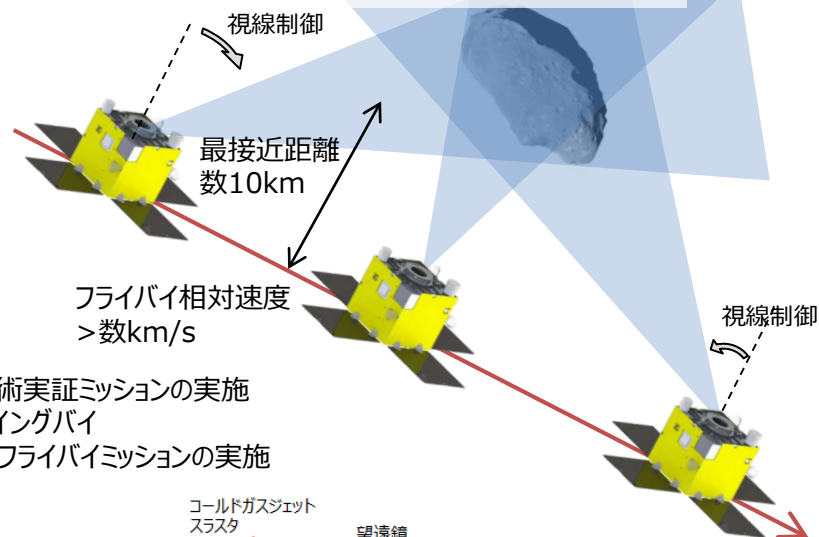 視線制御
最接近距離
数10km
フライバイ相対速度
>数km/s
視線制御
術実証ミッションの実施
イングバイ
フライバイミッションの実施
コールドガスジェット
スラスタ
望遠鏡